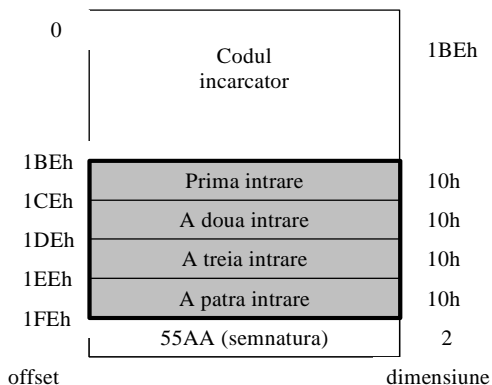 0
Codul
incarcator
1BEh
1BEh
Prima intrare
10h
1CEh
A doua intrare
10h
1DEh
A treia intrare
10h
1EEh
A patra intrare
10h
1FEh
55AA (semnatura)
2
offset
dimensiune